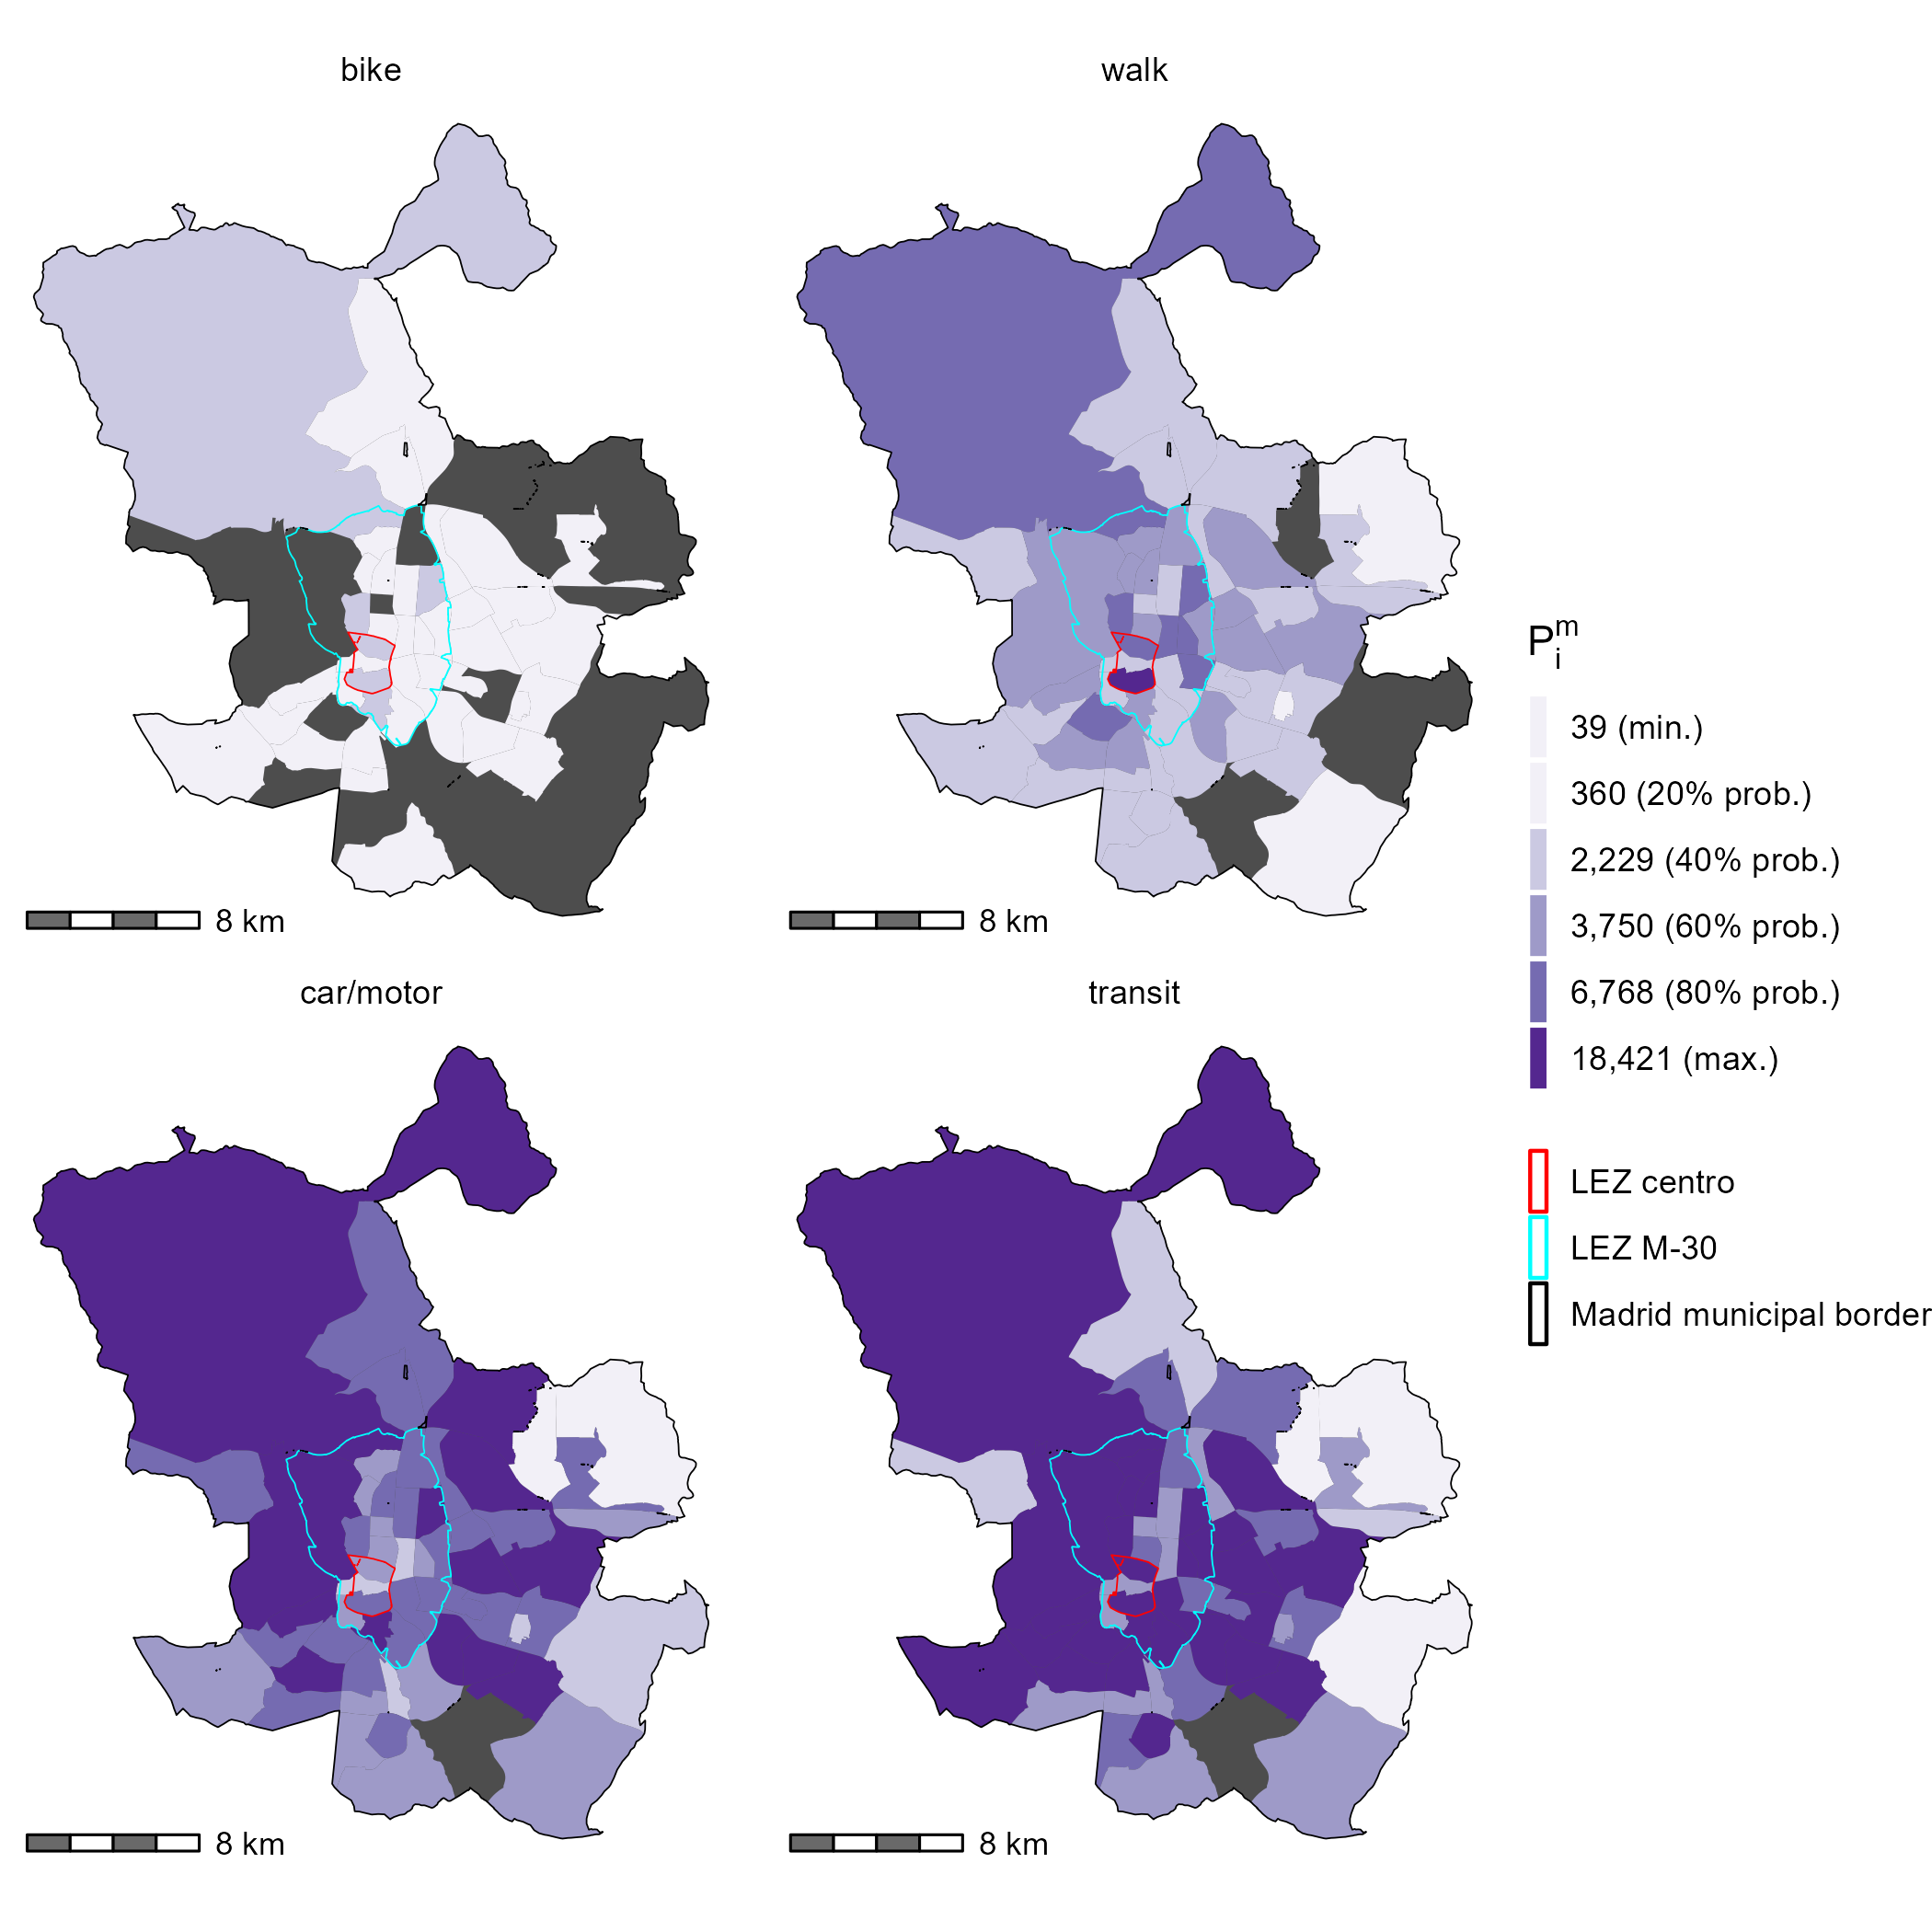 bike
walk
8 km
8 km
car/motor
transit
8 km
8 km
P_i^m
39 (min.)
360 (20% prob.)
2,229 (40% prob.)
3,750 (60% prob.)
6,768 (80% prob.)
18,421 (max.)
LEZ centro
LEZ M-30
Madrid municipal border